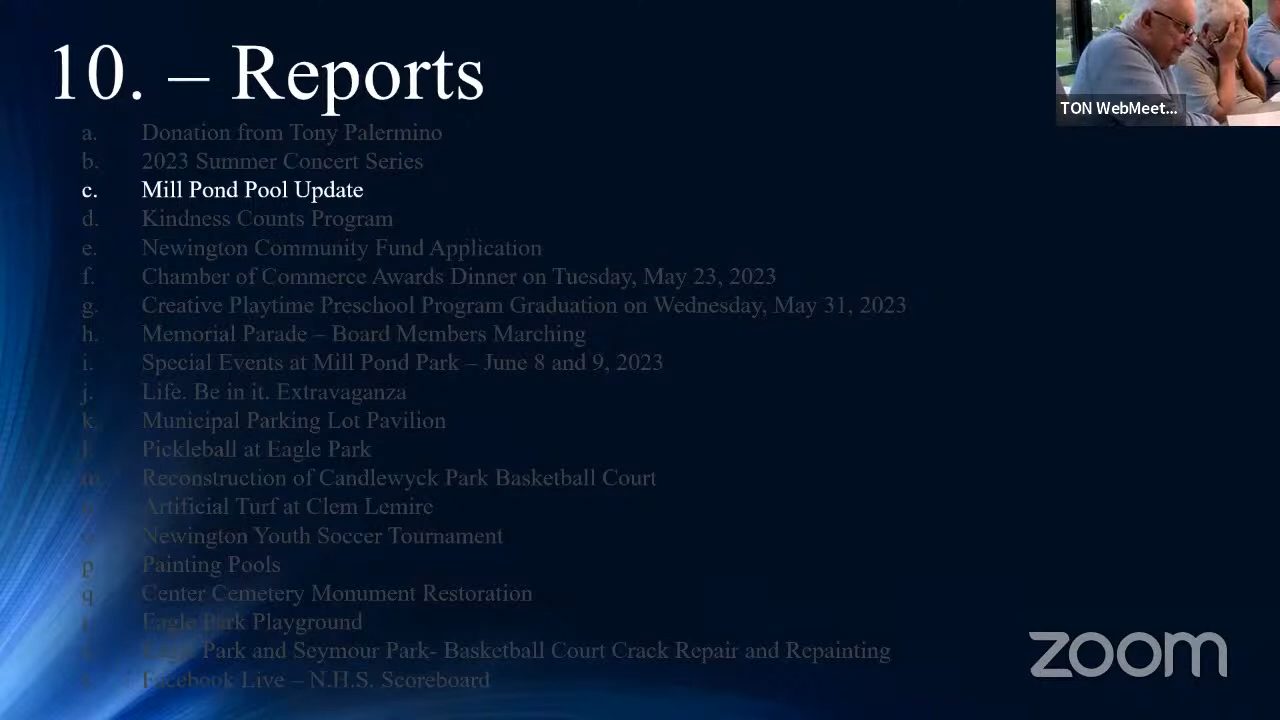 10. – Reports
TON WebMeet...
a. Donation from Tony Palermino
b. 2023 Summer Concert Series
c. Mill Pond Pool Update
d. Kindness Counts Program
e. Newington Community Fund Application
f. Chamber of Commerce Awards Dinner on Tuesday, May 23, 2023
g. Creative Playtime Preschool Program Graduation on Wednesday, May 31, 2023
h. Memorial Parade – Board Members Marching
i. Special Events at Mill Pond Park – June 8 and 9, 2023
j. Life. Be in it. Extravaganza
k. Municipal Parking Lot Pavilion
l. Pickleball at Eagle Park
m. Reconstruction of Candlewyck Park Basketball Court
Artificial Turf at Clem Lemire
o. Newington Youth Soccer Tournament
p. Painting Pools
q. Center Cemetery Monument Restoration
Eagle Park Playground
Eagle Park and Seymour Park- Basketball Court Crack Repair and Repainting
Facebook Live – N.H.S. Scoreboard
zoom